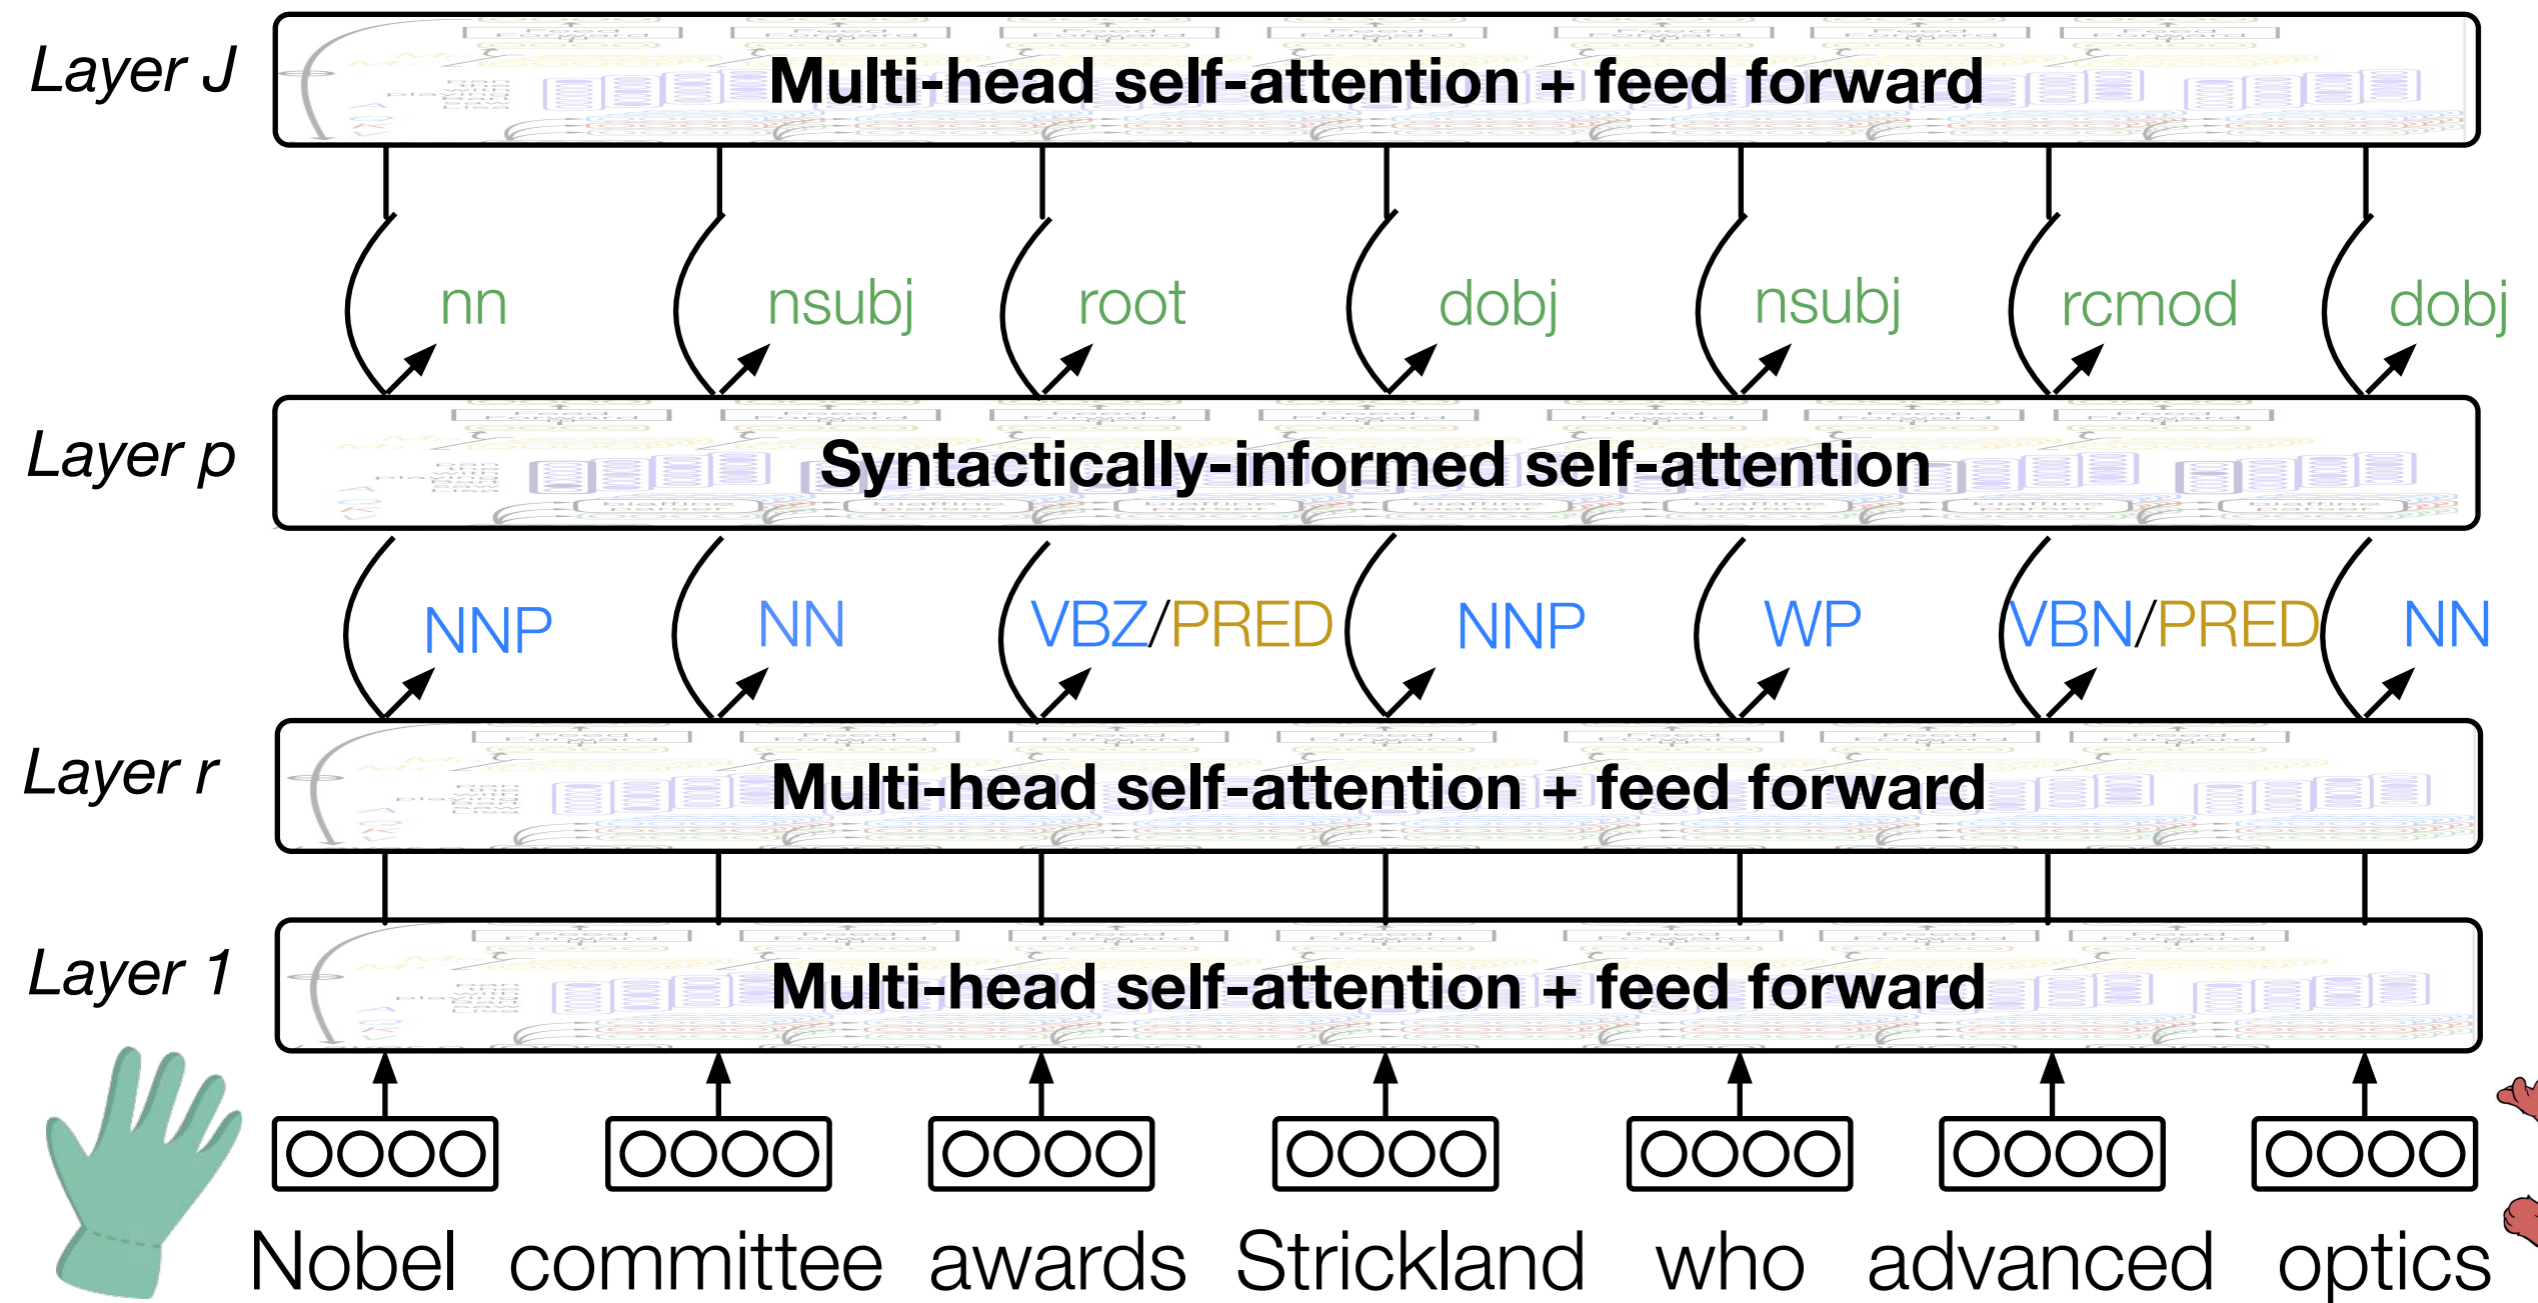 Layer J Multi-head self-attention + feed forward
nn nsubj root dobj nsubj rcmod dobj
Layer p Syntactically-informed self-attention
NNP NN VBZ/PRED NNP WP VBN/PRED NN
Layer r Multi-head self-attention + feed forward
Layer 1 Multi-head self-attention + feed forward
Nobel committee awards Strickland who advanced optics